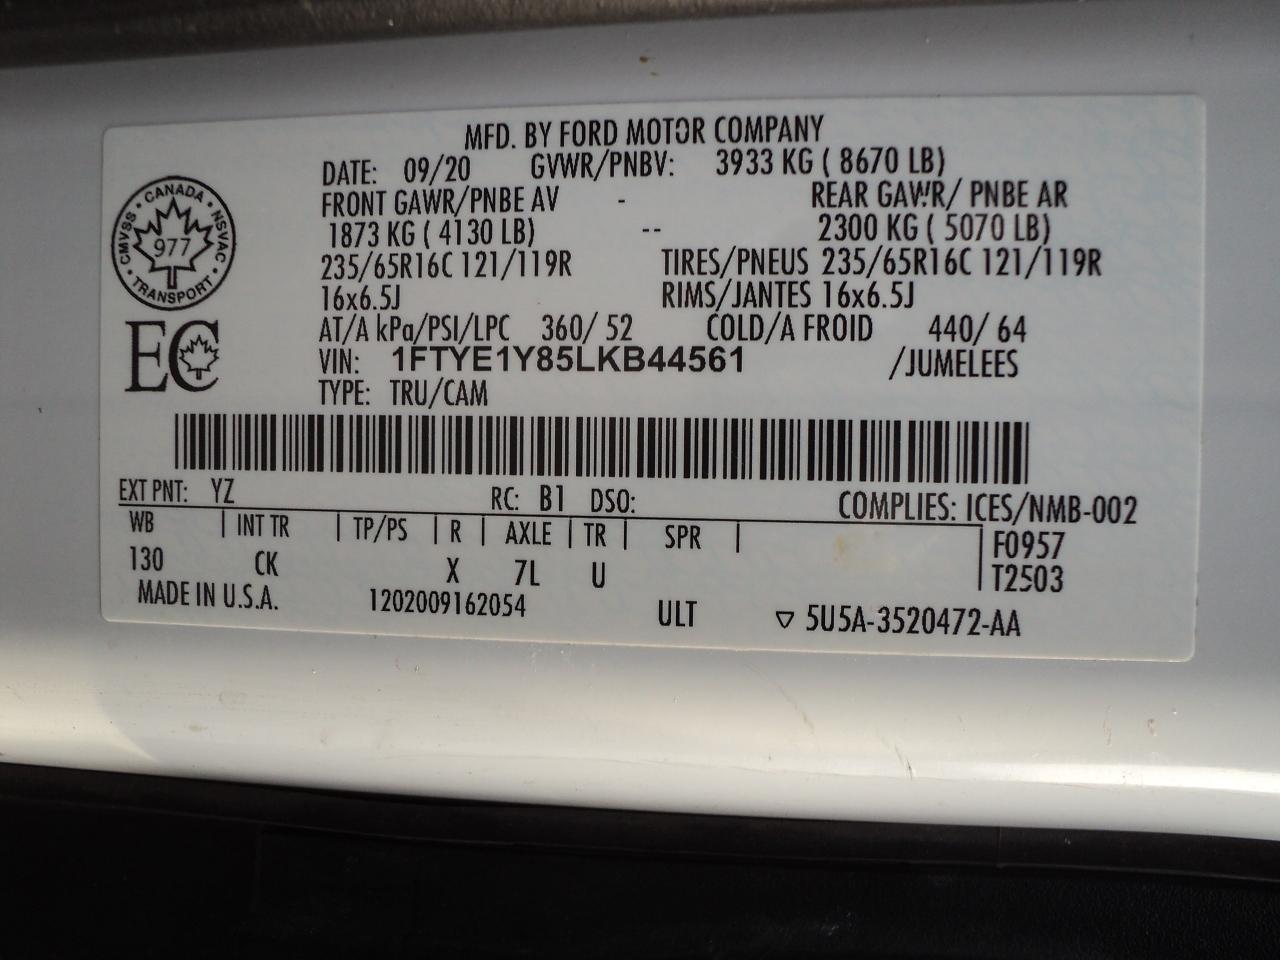 MFD. BY FORD MOTOR COMPANY
DATE: 09/20 GVWR/PNBV: 3933 KG ( 8670 LB)
FRONT GAWR/PNBE AV - REAR GAWR/ PNBE AR
1873 KG ( 4130 LB) -- 2300 KG ( 5070 LB)
235/65R16C 121/119R TIRES/PNEUS 235/65R16C 121/119R
16x6.5J RIMS/JANTES 16x6.5J
AT/A kPa/PSI/LPC 360/ 52 COLD/A FROID 440/ 64
VIN: 1FTYE1Y85LKB44561 /JUMELEES
TYPE: TRU/CAM
CANADA • NSVAC • TRANSPORT • CMVSS •
977
EC
EXT PNT: YZ RC: B1 DSO: COMPLIES: ICES/NMB-002
WB | INT TR | TP/PS | R | AXLE | TR | SPR | F0957
130 CK X 7L U T2503
MADE IN U.S.A. 1202009162054 ULT ▽ 5U5A-3520472-AA